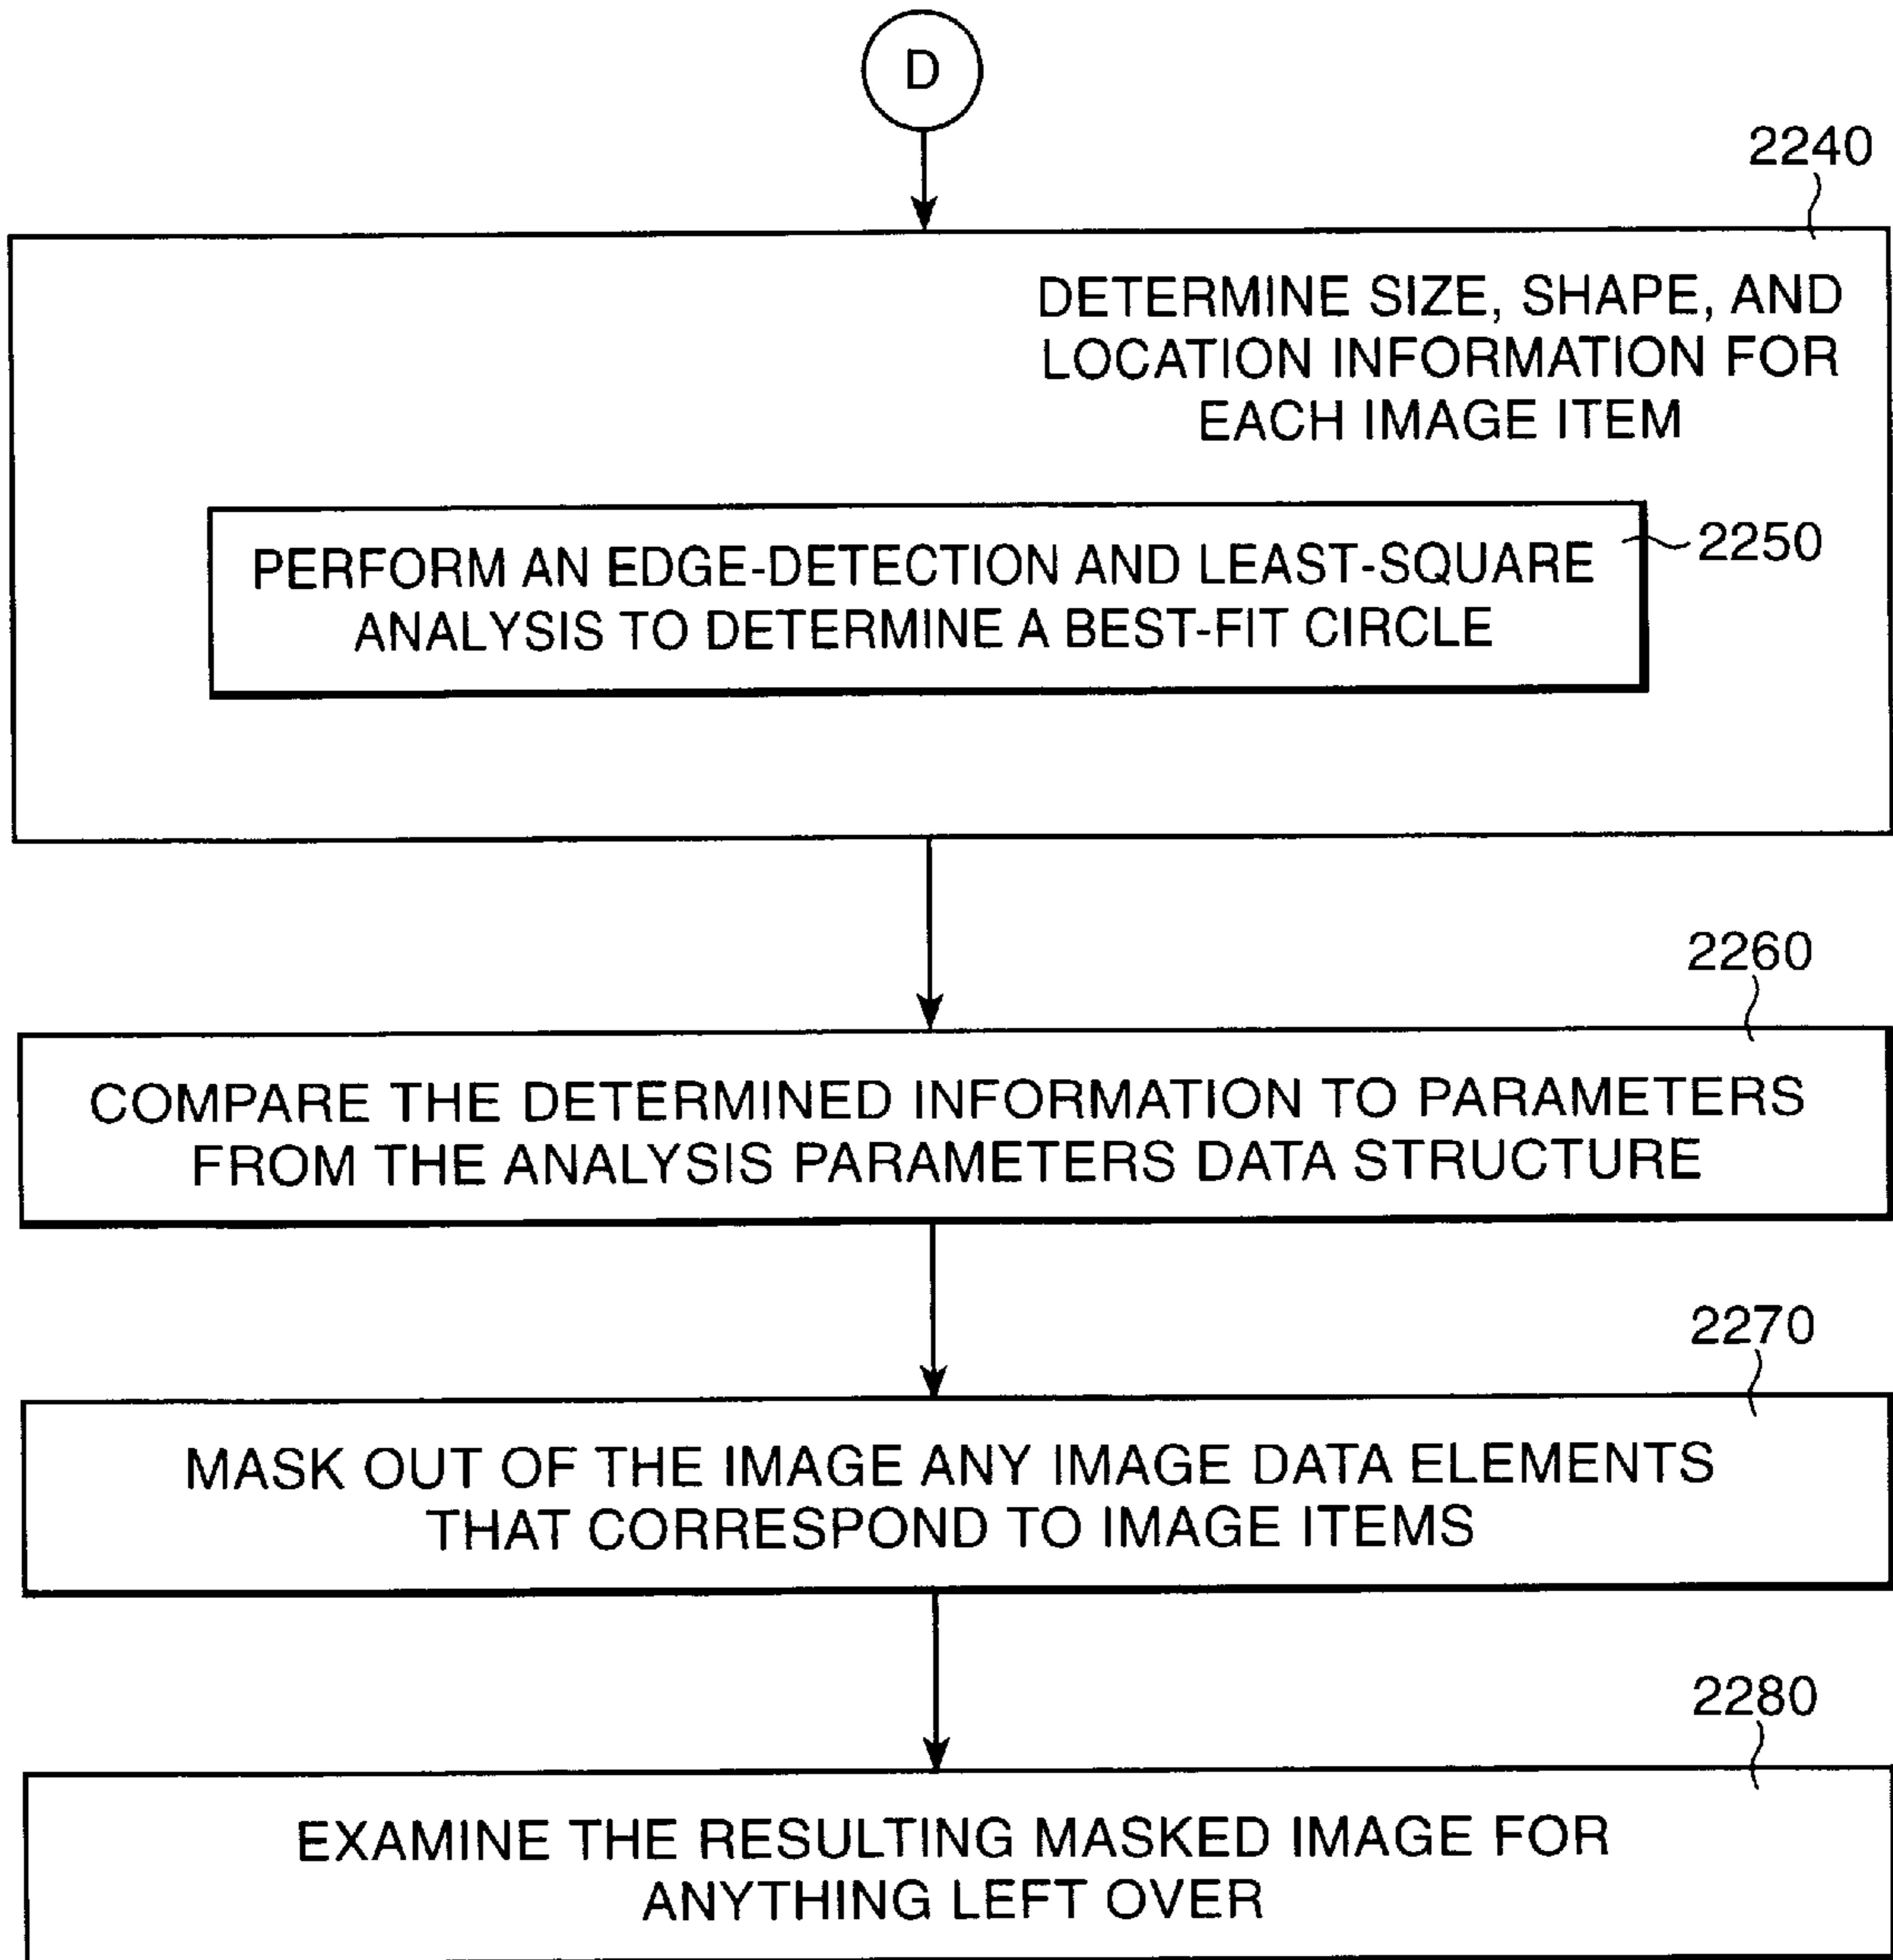 D
2240
DETERMINE SIZE, SHAPE, AND
LOCATION INFORMATION FOR
EACH IMAGE ITEM
PERFORM AN EDGE-DETECTION AND LEAST-SQUARE
2250
ANALYSIS TO DETERMINE A BEST-FIT CIRCLE
2260
COMPARE THE DETERMINED INFORMATION TO PARAMETERS
FROM THE ANALYSIS PARAMETERS DATA STRUCTURE
2270
MASK OUT OF THE IMAGE ANY IMAGE DATA ELEMENTS
THAT CORRESPOND TO IMAGE ITEMS
2280
EXAMINE THE RESULTING MASKED IMAGE FOR
ANYTHING LEFT OVER